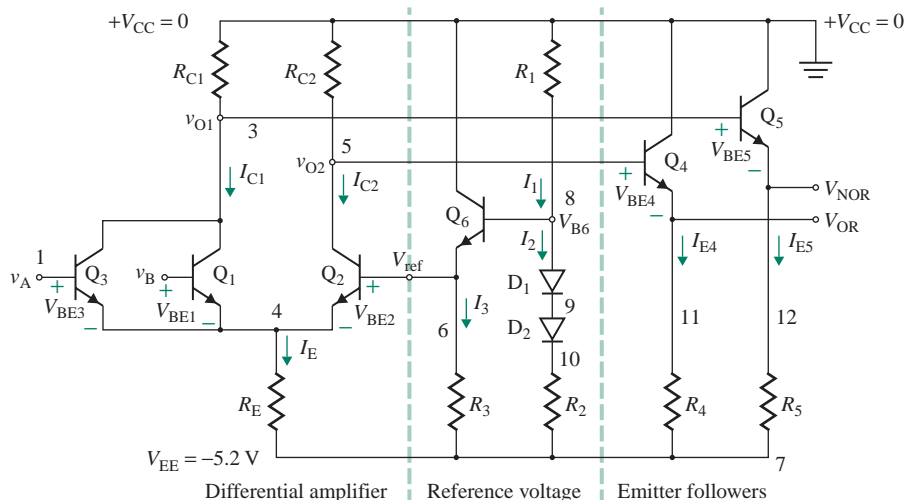 +V_CC = 0
+V_CC = 0
R_C1
R_C2
R_1
Q_5
v_O1
3
5
+
V_BE5
−
Q_4
v_O2
I_C1
I_C2
I_1
8
+
V_BE4
−
V_NOR
Q_6
V_B6
V_OR
1
v_A
Q_3
v_B
Q_1
Q_2
V_ref
I_2
I_E4
I_E5
+
V_BE3
−
+
V_BE1
−
4
+
V_BE2
−
I_3
D_1
9
6
D_2
11
12
I_E
10
R_E
R_3
R_2
R_4
R_5
V_EE = −5.2 V
7
Differential amplifier
Reference voltage
Emitter followers